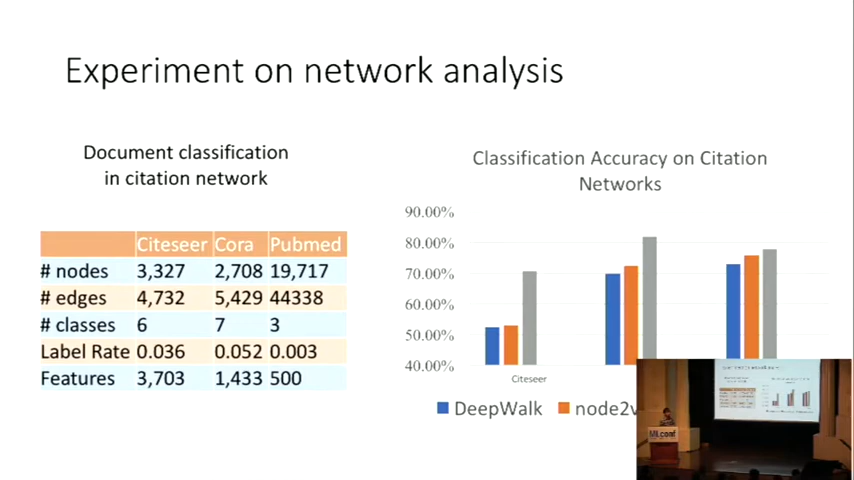 Experiment on network analysis
Document classification
in citation network
Citeseer Cora Pubmed
# nodes 3,327 2,708 19,717
# edges 4,732 5,429 44338
# classes 6 7 3
Label Rate 0.036 0.052 0.003
Features 3,703 1,433 500
Classification Accuracy on Citation
Networks
90.00%
80.00%
70.00%
60.00%
50.00%
40.00%
Citeseer
DeepWalk node2v
MLconf